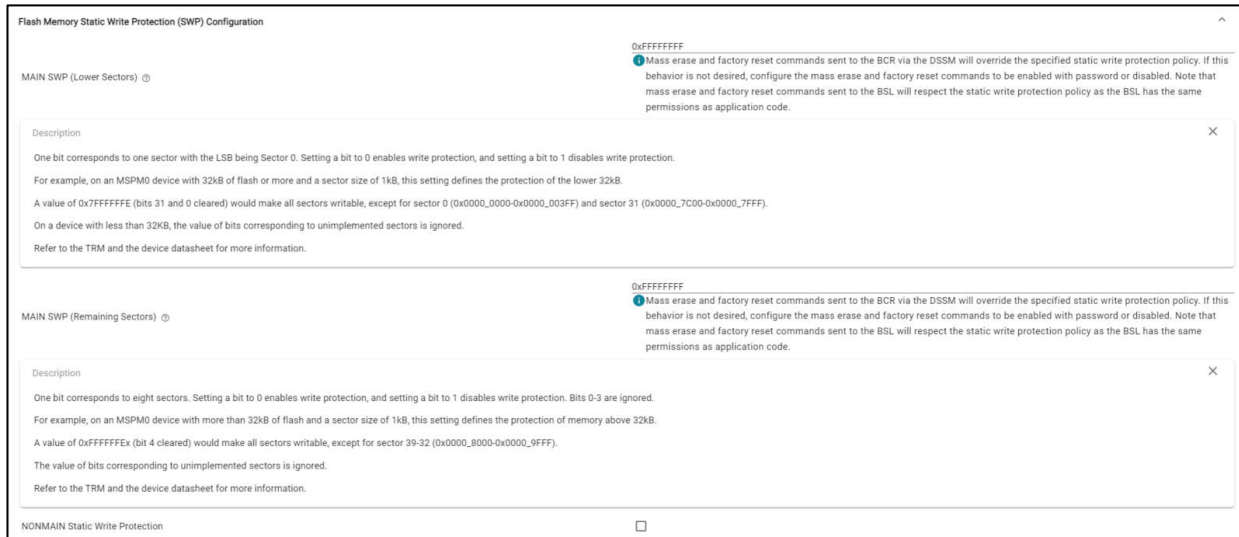 Flash Memory Static Write Protection (SWP) Configuration
0xFFFFFFFF
MAIN SWP (Lower Sectors)
Mass erase and factory reset commands sent to the BCR via the DSSM will override the specified static write protection policy. If this
behavior is not desired, configure the mass erase and factory reset commands to be enabled with password or disabled. Note that
mass erase and factory reset commands sent to the BSL will respect the static write protection policy as the BSL has the same
permissions as application code.
Description
One bit corresponds to one sector with the LSB being Sector 0. Setting a bit to 0 enables write protection, and setting a bit to 1 disables write protection.
For example, on an MSPM0 device with 32kB of flash or more and a sector size of 1kB, this setting defines the protection of the lower 32kB.
A value of 0x7FFFFFFE (bits 31 and 0 cleared) would make all sectors writable, except for sector 0 (0x0000_0000-0x0000_003FF) and sector 31 (0x0000_7C00-0x0000_7FFF).
On a device with less than 32KB, the value of bits corresponding to unimplemented sectors is ignored.
Refer to the TRM and the device datasheet for more information.
0xFFFFFFFF
MAIN SWP (Remaining Sectors)
Mass erase and factory reset commands sent to the BCR via the DSSM will override the specified static write protection policy. If this
behavior is not desired, configure the mass erase and factory reset commands to be enabled with password or disabled. Note that
mass erase and factory reset commands sent to the BSL will respect the static write protection policy as the BSL has the same
permissions as application code.
Description
One bit corresponds to eight sectors. Setting a bit to 0 enables write protection, and setting a bit to 1 disables write protection. Bits 0-3 are ignored.
For example, on an MSPM0 device with more than 32kB of flash and a sector size of 1kB, this setting defines the protection of memory above 32kB.
A value of 0xFFFFFFEx (bit 4 cleared) would make all sectors writable, except for sector 39-32 (0x0000_8000-0x0000_9FFF).
The value of bits corresponding to unimplemented sectors is ignored.
Refer to the TRM and the device datasheet for more information.
NONMAIN Static Write Protection